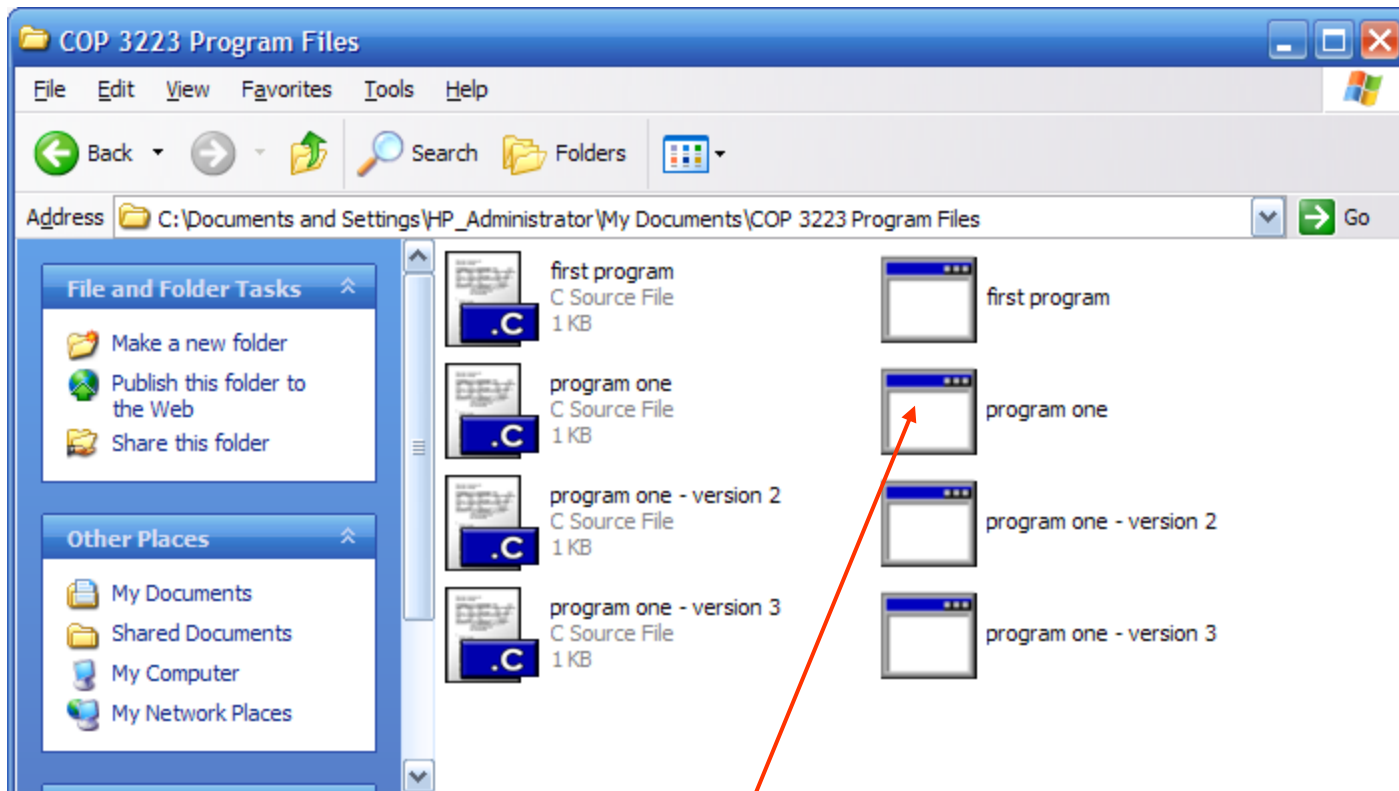 COP 3223 Program Files
File Edit View Favorites Tools Help
Back Search Folders
Address C:\Documents and Settings\HP_Administrator\My Documents\COP 3223 Program Files Go
File and Folder Tasks
Make a new folder
Publish this folder to
the Web
Share this folder
Other Places
My Documents
Shared Documents
My Computer
My Network Places
DEV
.C
first program
C Source File
1 KB
first program
DEV
.C
program one
C Source File
1 KB
program one
DEV
.C
program one - version 2
C Source File
1 KB
program one - version 2
DEV
.C
program one - version 3
C Source File
1 KB
program one - version 3